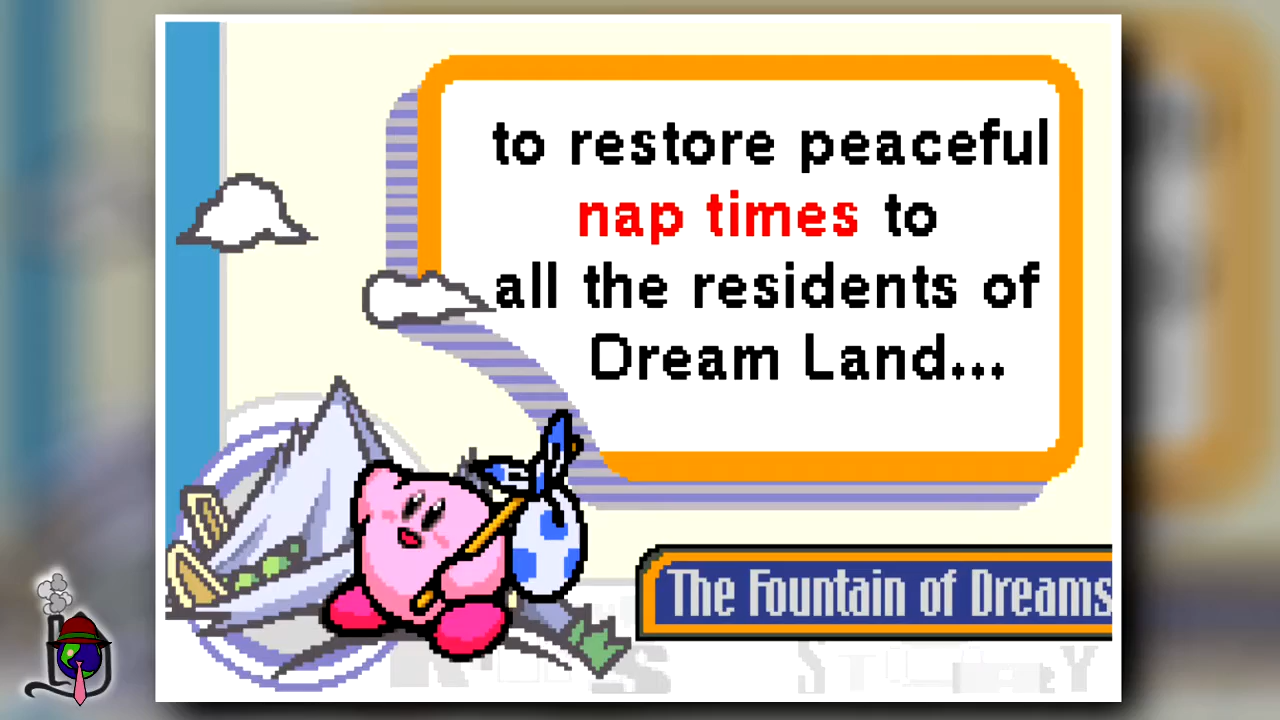 to restore peaceful
nap times to
all the residents of
Dream Land...
The Fountain of Dreams